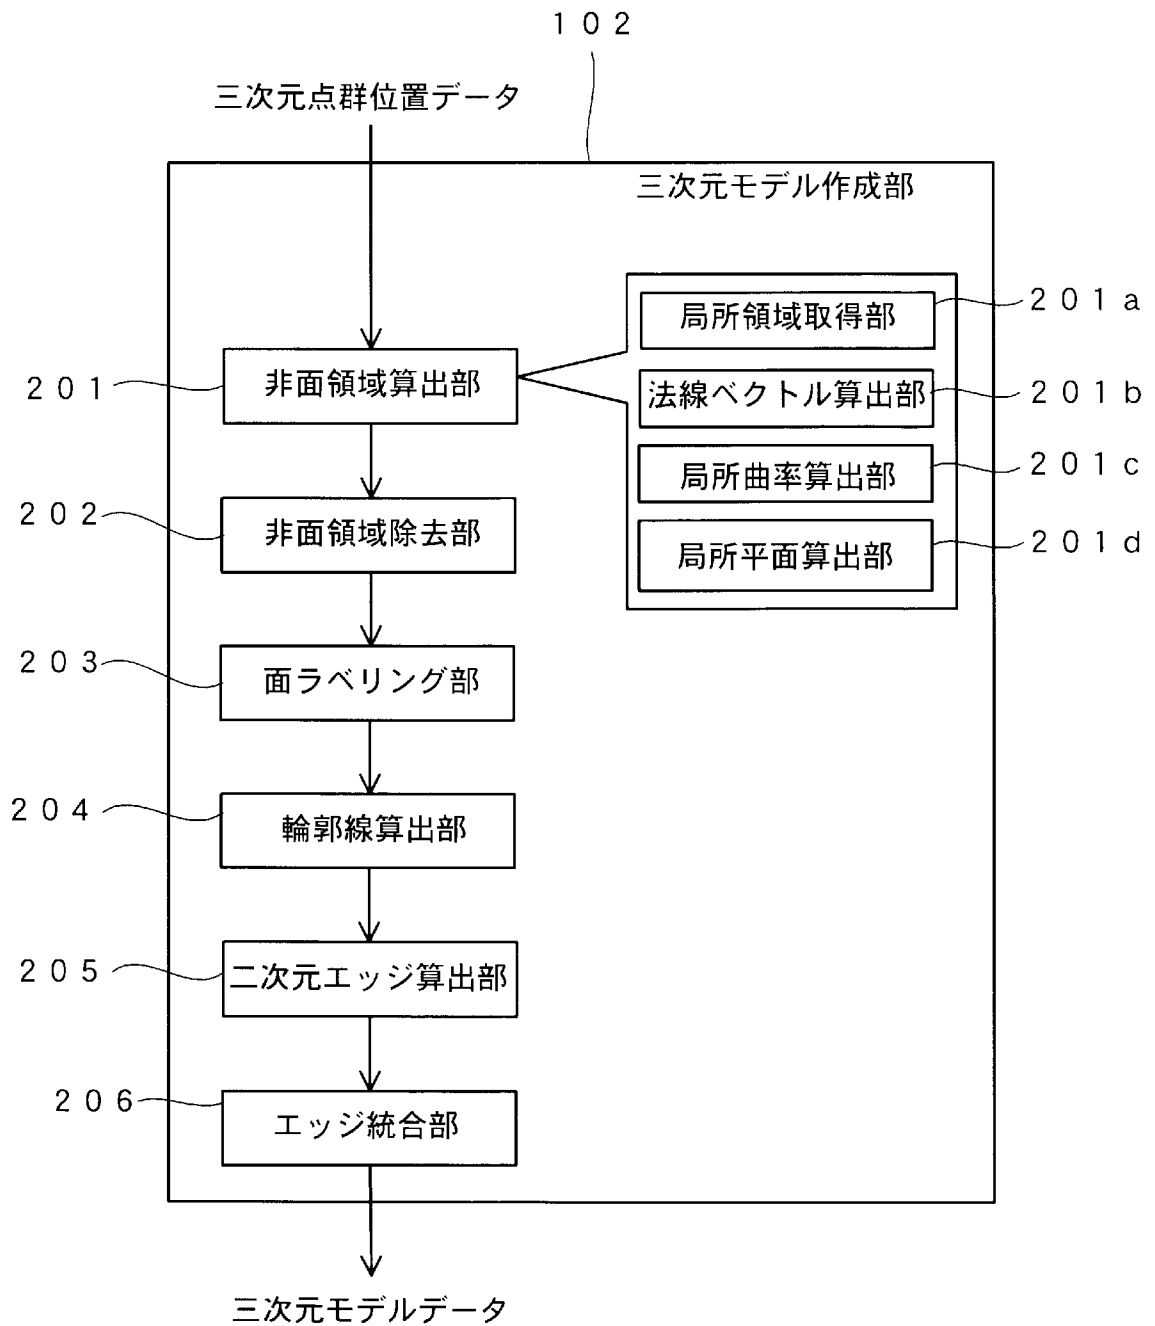 １０２
三次元点群位置データ
三次元モデル作成部
局所領域取得部
２０１a
２０１
非面領域算出部
法線ベクトル算出部
２０１b
局所曲率算出部
２０１c
２０２
非面領域除去部
局所平面算出部
２０１d
２０３
面ラベリング部
２０４
輪郭線算出部
２０５
二次元エッジ算出部
２０６
エッジ統合部
三次元モデルデータ